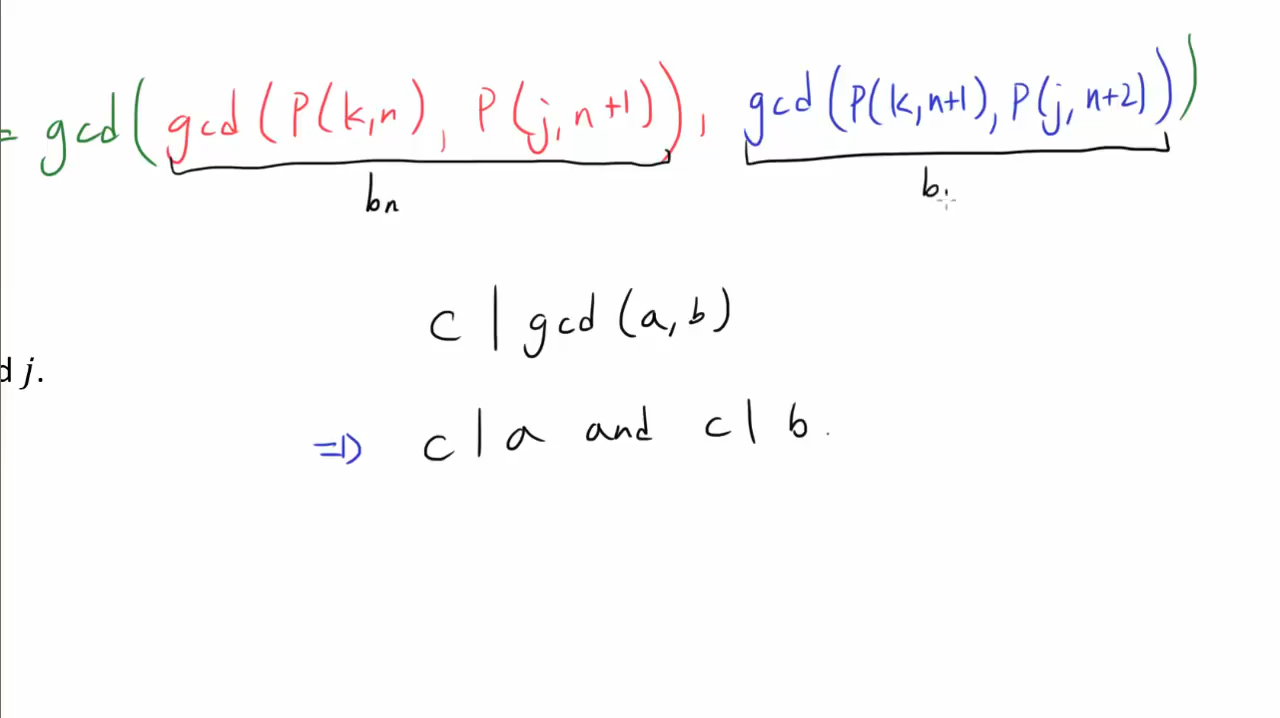 = gcd(gcd(P(k,n), P(j,n+1)), gcd(P(k,n+1), P(j,n+2)))
bn b
c | gcd(a,b)
d j.
⇒ c | a and c | b.